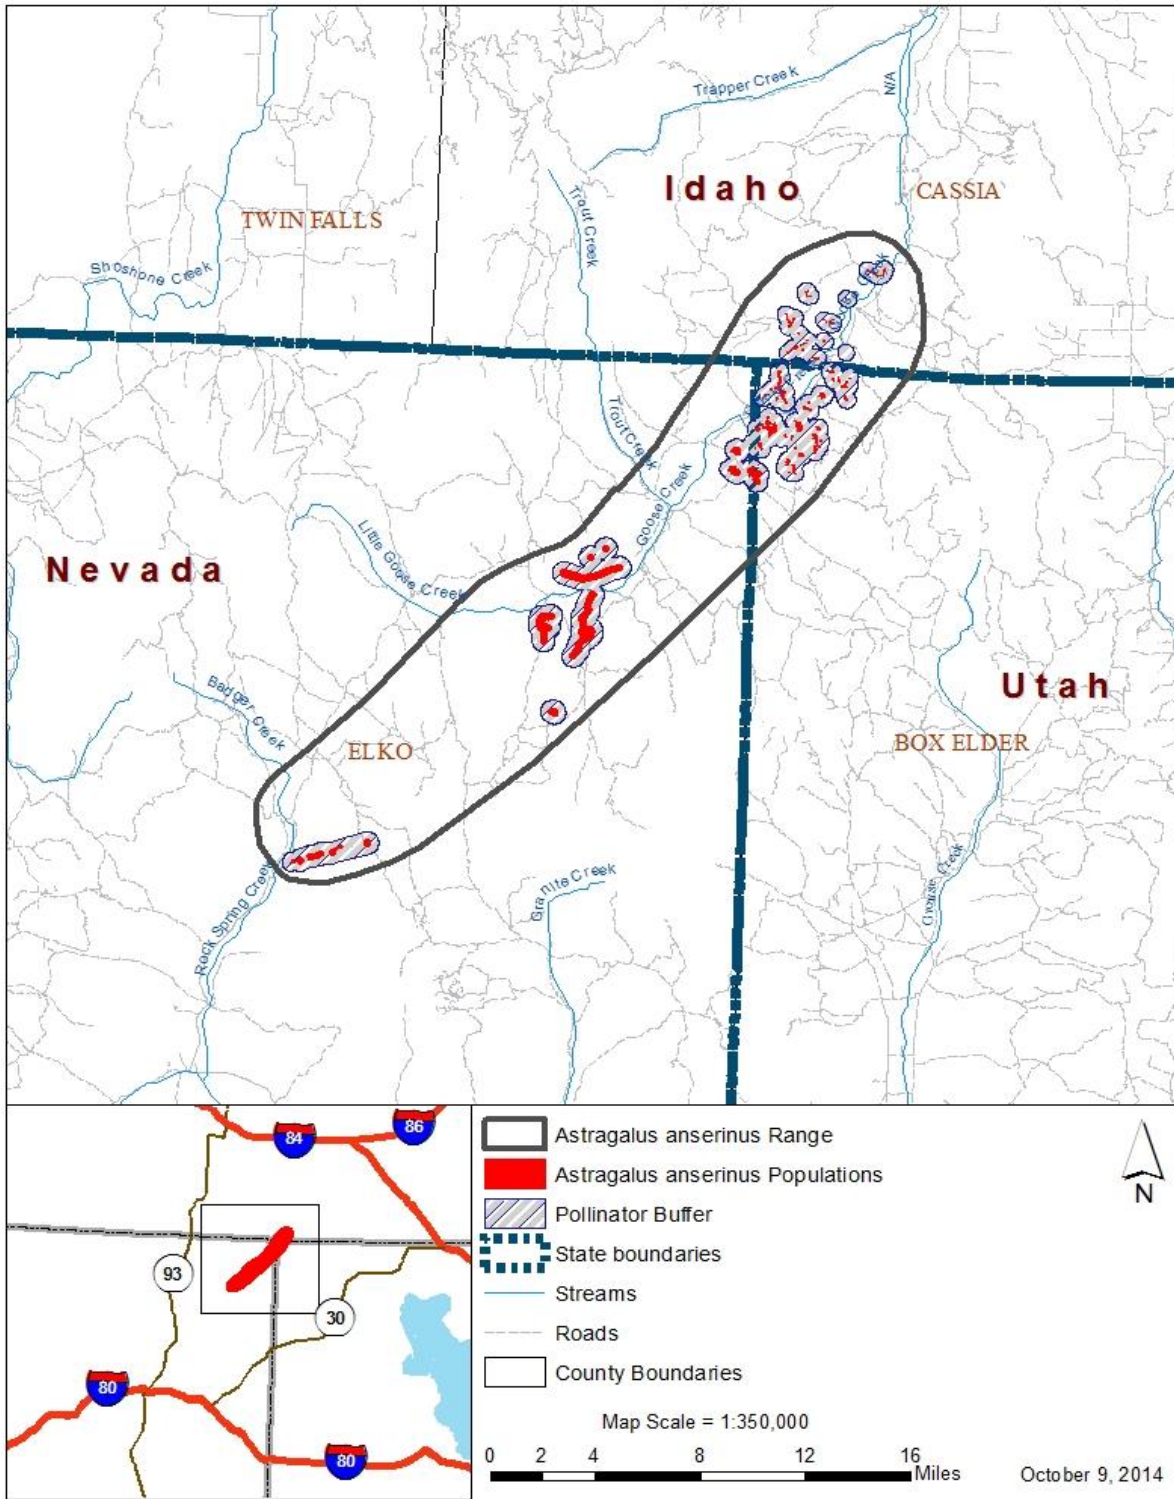 Trapper Creek
N/A
Idaho
CASSIA
Trout Creek
TWIN FALLS
Shoshone Creek
Creek
Trout Creek
Goose Creek
Little Goose Creek
Nevada
Utah
Badger Creek
ELKO
BOX ELDER
Rock Spring Creek
Granite Creek
Grouse Creek
84
86
93
30
80
80
Astragalus anserinus Range
Astragalus anserinus Populations
Pollinator Buffer
State boundaries
Streams
Roads
County Boundaries
N
Map Scale = 1:350,000
0 2 4 8 12 16
Miles
October 9, 2014